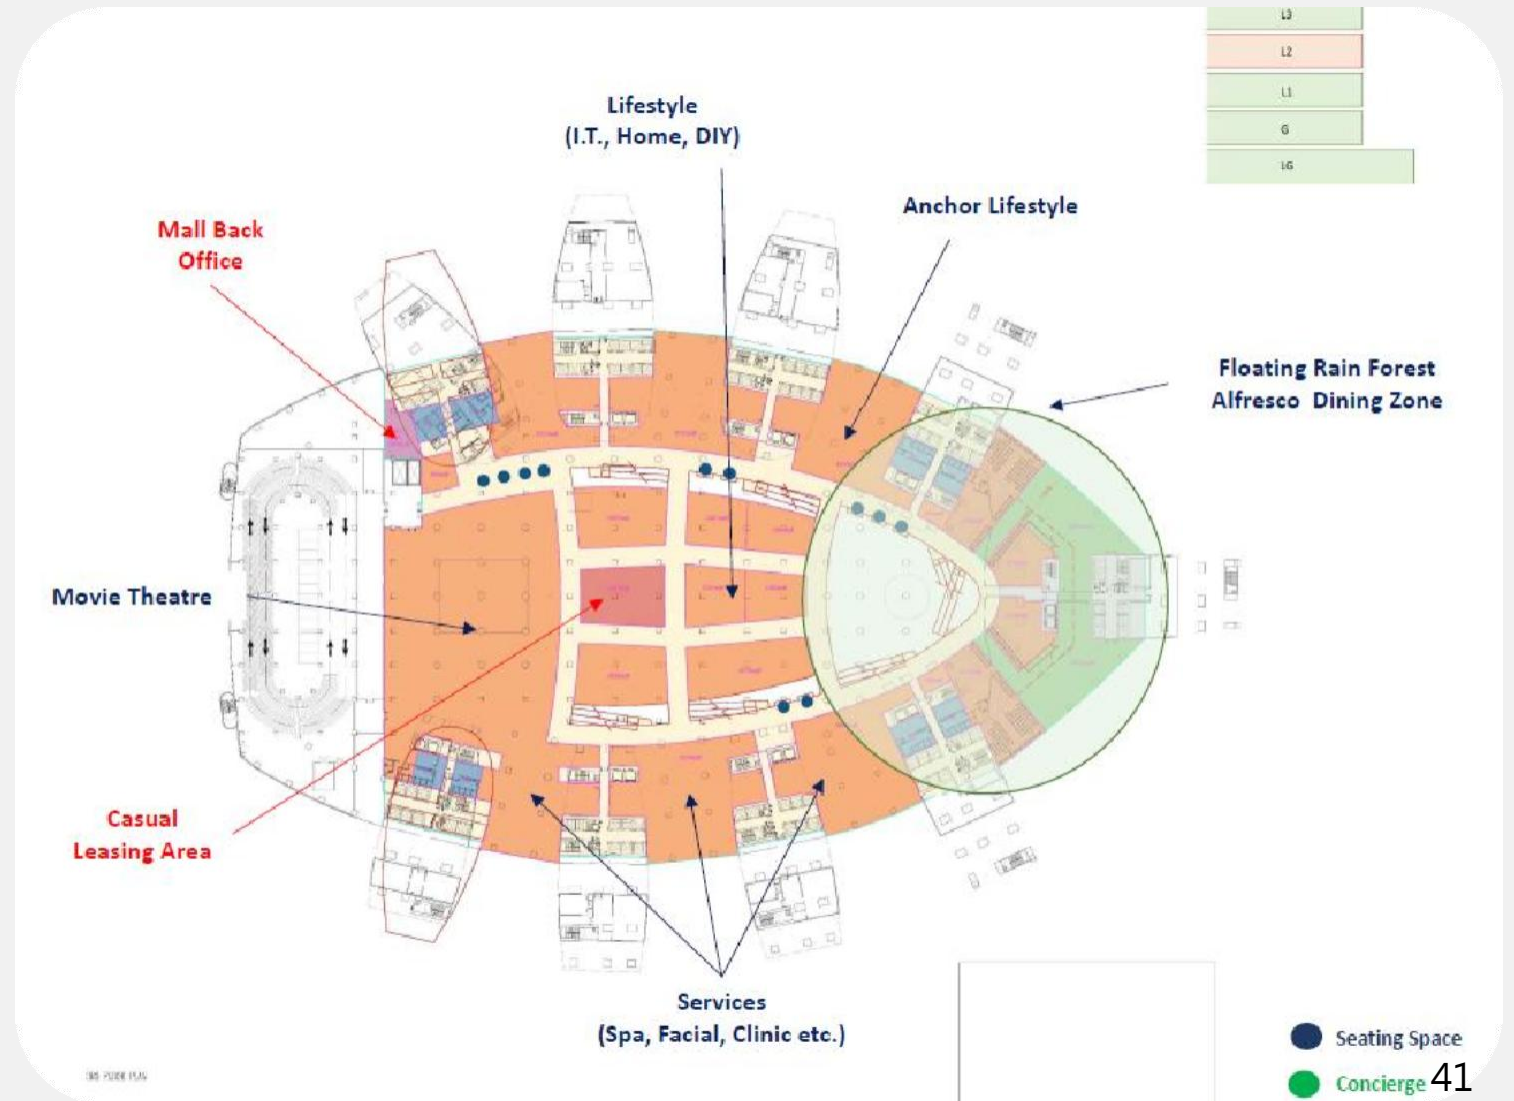 L3
L2
L1
G
LG
Lifestyle
(I.T., Home, DIY)
Anchor Lifestyle
Mall Back
Office
Floating Rain Forest
Alfresco Dining Zone
Movie Theatre
Casual
Leasing Area
Services
(Spa, Facial, Clinic etc.)
Seating Space
Concierge
41